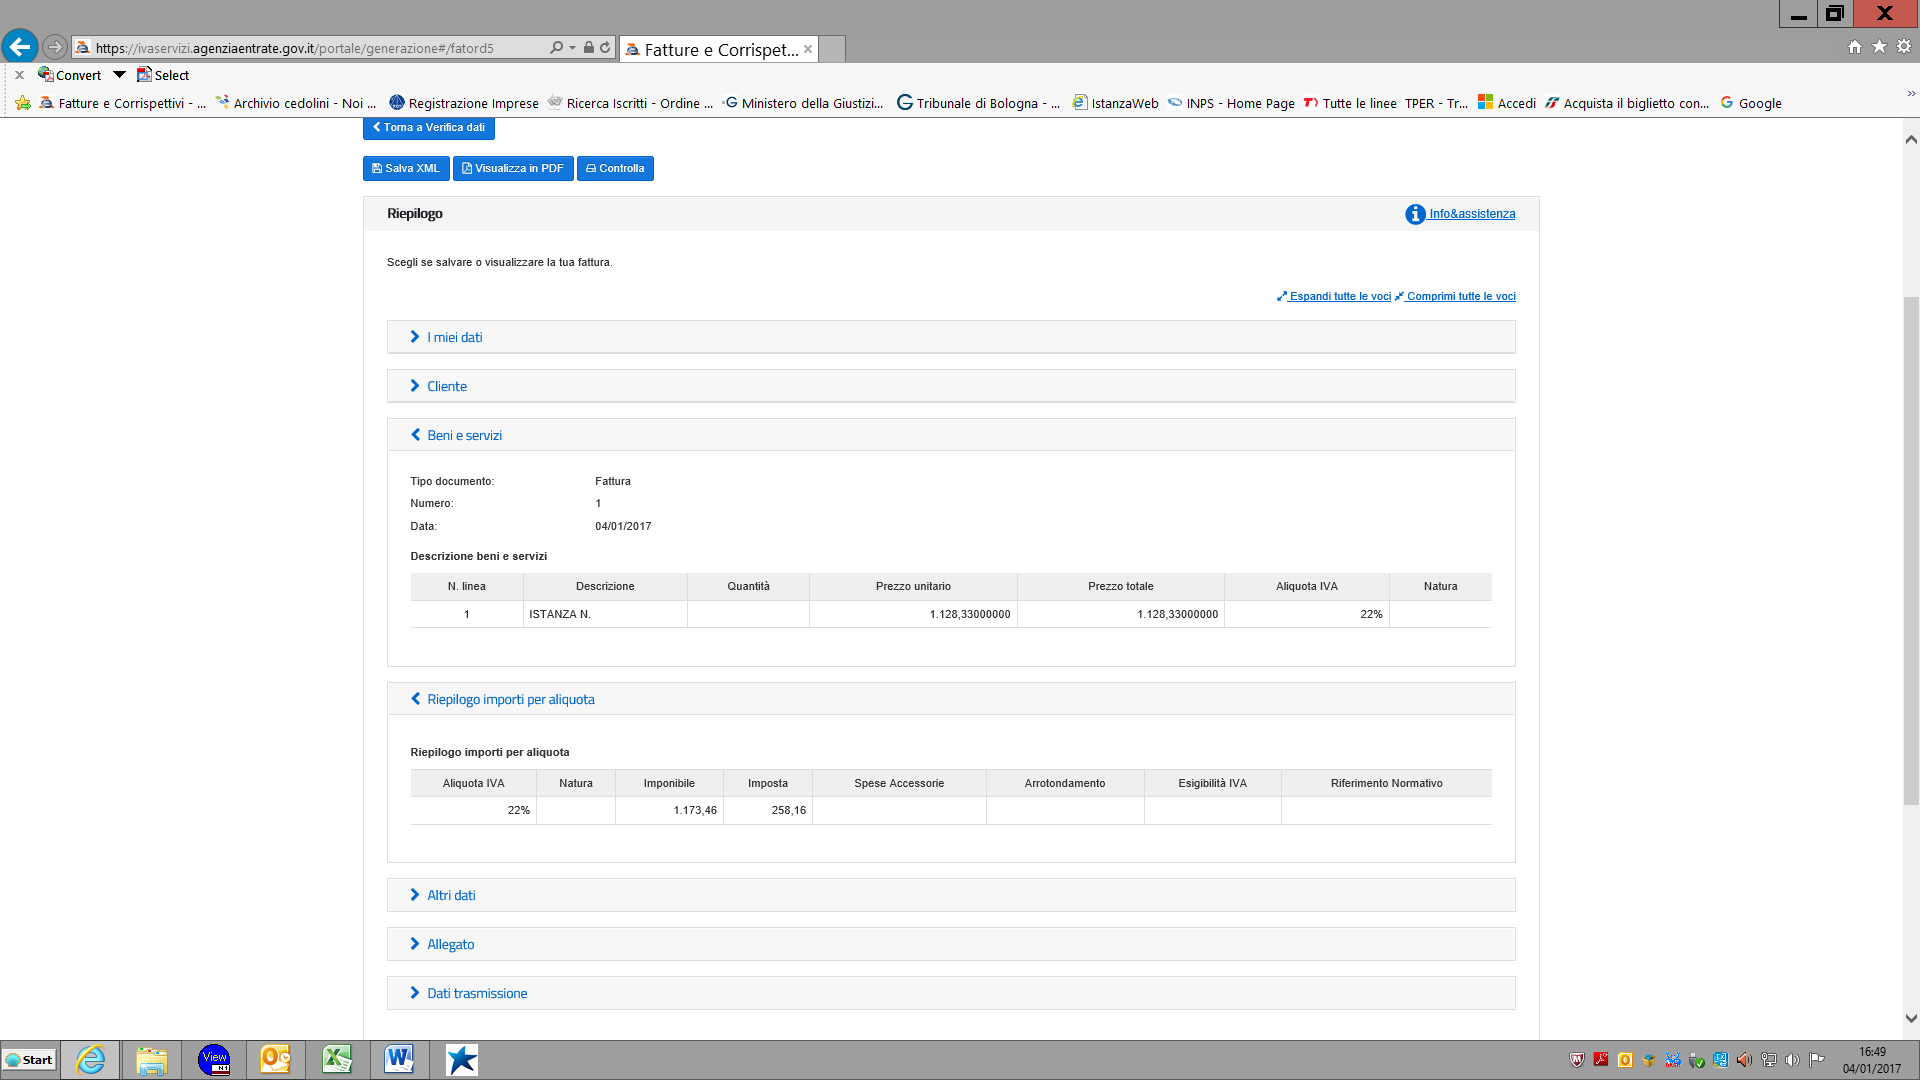 https://ivaservizi.agenziaentrate.gov.it/portale/generazione#/fatord5
Fatture e Corrispet...
Convert Select
Fatture e Corrispettivi - ... Archivio cedolini - Noi ... Registrazione Imprese Ricerca Iscritti - Ordine ... Ministero della Giustizi... Tribunale di Bologna - ... IstanzaWeb INPS - Home Page Tutte le linee TPER - Tr... Accedi Acquista il biglietto con... Google
Torna a Verifica dati
Salva XML Visualizza in PDF Controlla
Riepilogo Info&assistenza
Scegli se salvare o visualizzare la tua fattura.
Espandi tutte le voci Comprimi tutte le voci
I miei dati
Cliente
Beni e servizi
Tipo documento: Fattura
Numero: 1
Data: 04/01/2017
Descrizione beni e servizi
N. linea Descrizione Quantità Prezzo unitario Prezzo totale Aliquota IVA Natura
1 ISTANZA N. 1.128,33000000 1.128,33000000 22%
Riepilogo importi per aliquota
Riepilogo importi per aliquota
Aliquota IVA Natura Imponibile Imposta Spese Accessorie Arrotondamento Esigibilità IVA Riferimento Normativo
22% 1.173,46 258,16
Altri dati
Allegato
Dati trasmissione
Start View N1 16:49
04/01/2017